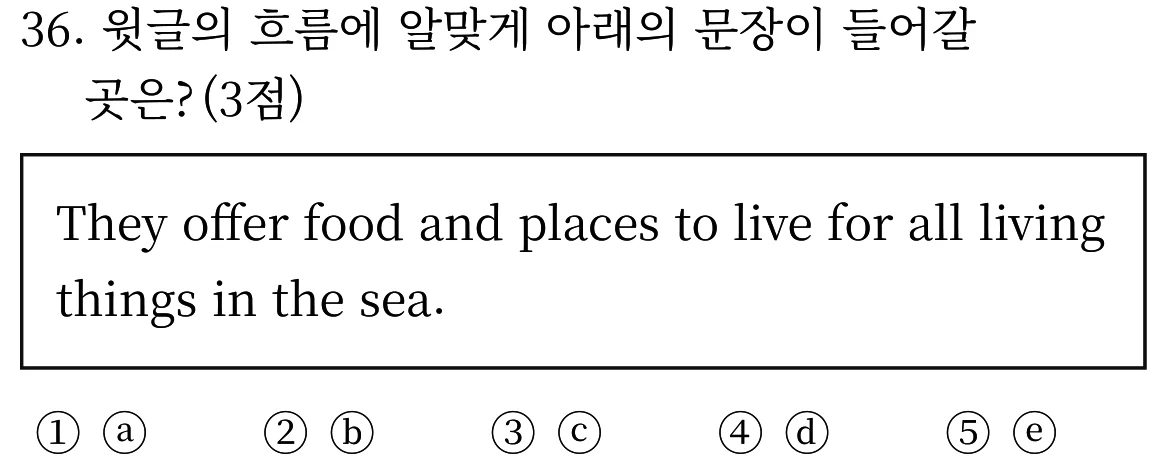 36. 윗글의 흐름에 알맞게 아래의 문장이 들어갈
곳은?(3점)
They offer food and places to live for all living
things in the sea.
① ⓐ ② ⓑ ③ ⓒ ④ ⓓ ⑤ ⓔ